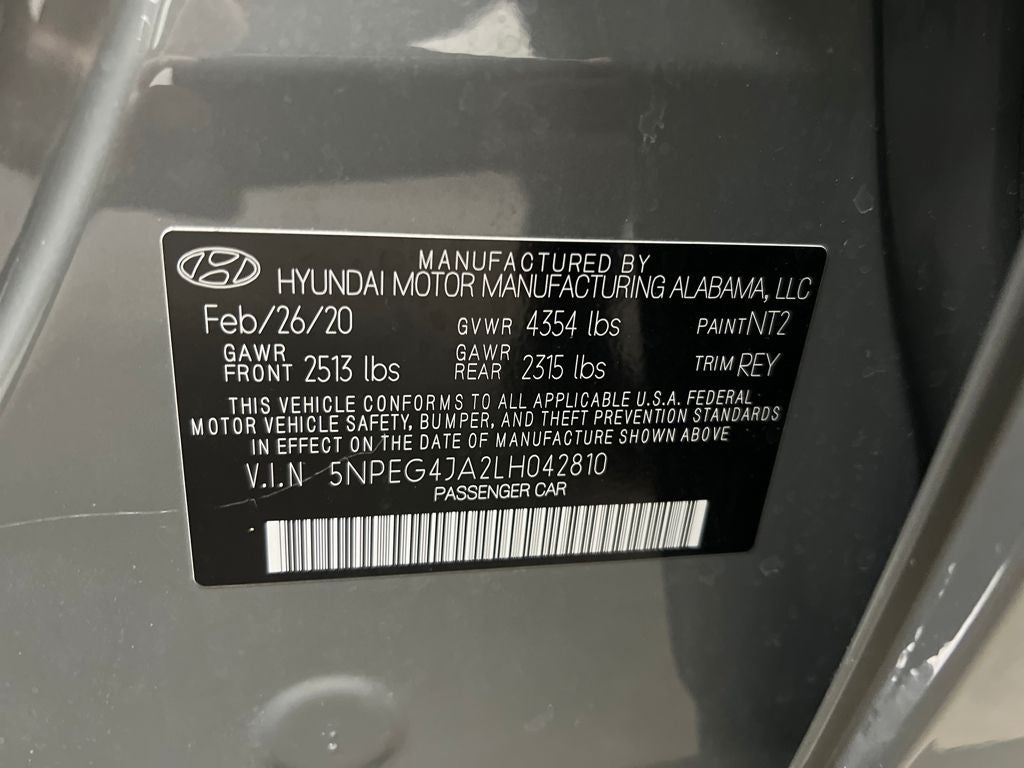 MANUFACTURED BY
HYUNDAI MOTOR MANUFACTURING ALABAMA, LLC
Feb/26/20 GVWR 4354 lbs PAINT NT2
GAWR FRONT 2513 lbs GAWR REAR 2315 lbs TRIM REY
THIS VEHICLE CONFORMS TO ALL APPLICABLE U.S.A. FEDERAL
MOTOR VEHICLE SAFETY, BUMPER, AND THEFT PREVENTION STANDARDS
IN EFFECT ON THE DATE OF MANUFACTURE SHOWN ABOVE
V.I.N 5NPEG4JA2LH042810
PASSENGER CAR